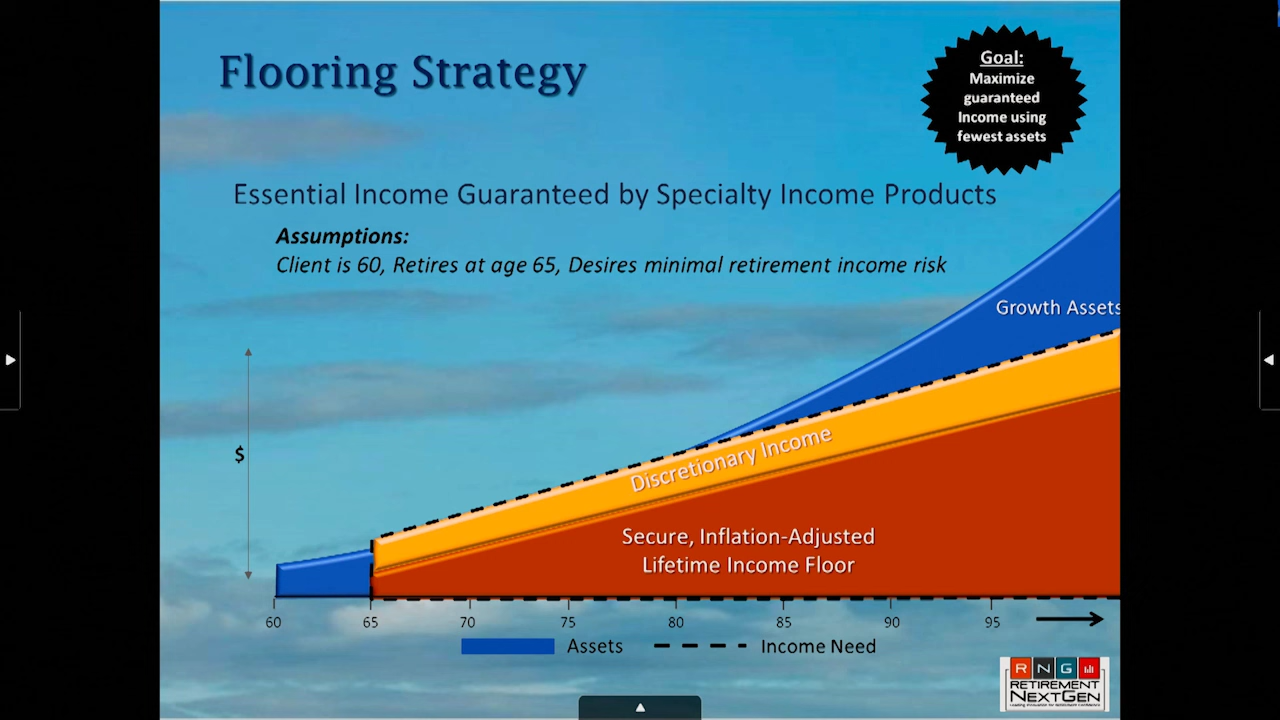 Flooring Strategy
Goal:
Maximize
guaranteed
Income using
fewest assets
Essential Income Guaranteed by Specialty Income Products
Assumptions:
Client is 60, Retires at age 65, Desires minimal retirement income risk
Growth Assets
$
Discretionary Income
Secure, Inflation-Adjusted
Lifetime Income Floor
60 65 70 75 80 85 90 95
Assets Income Need
R N G
RETIREMENT
NEXTGEN